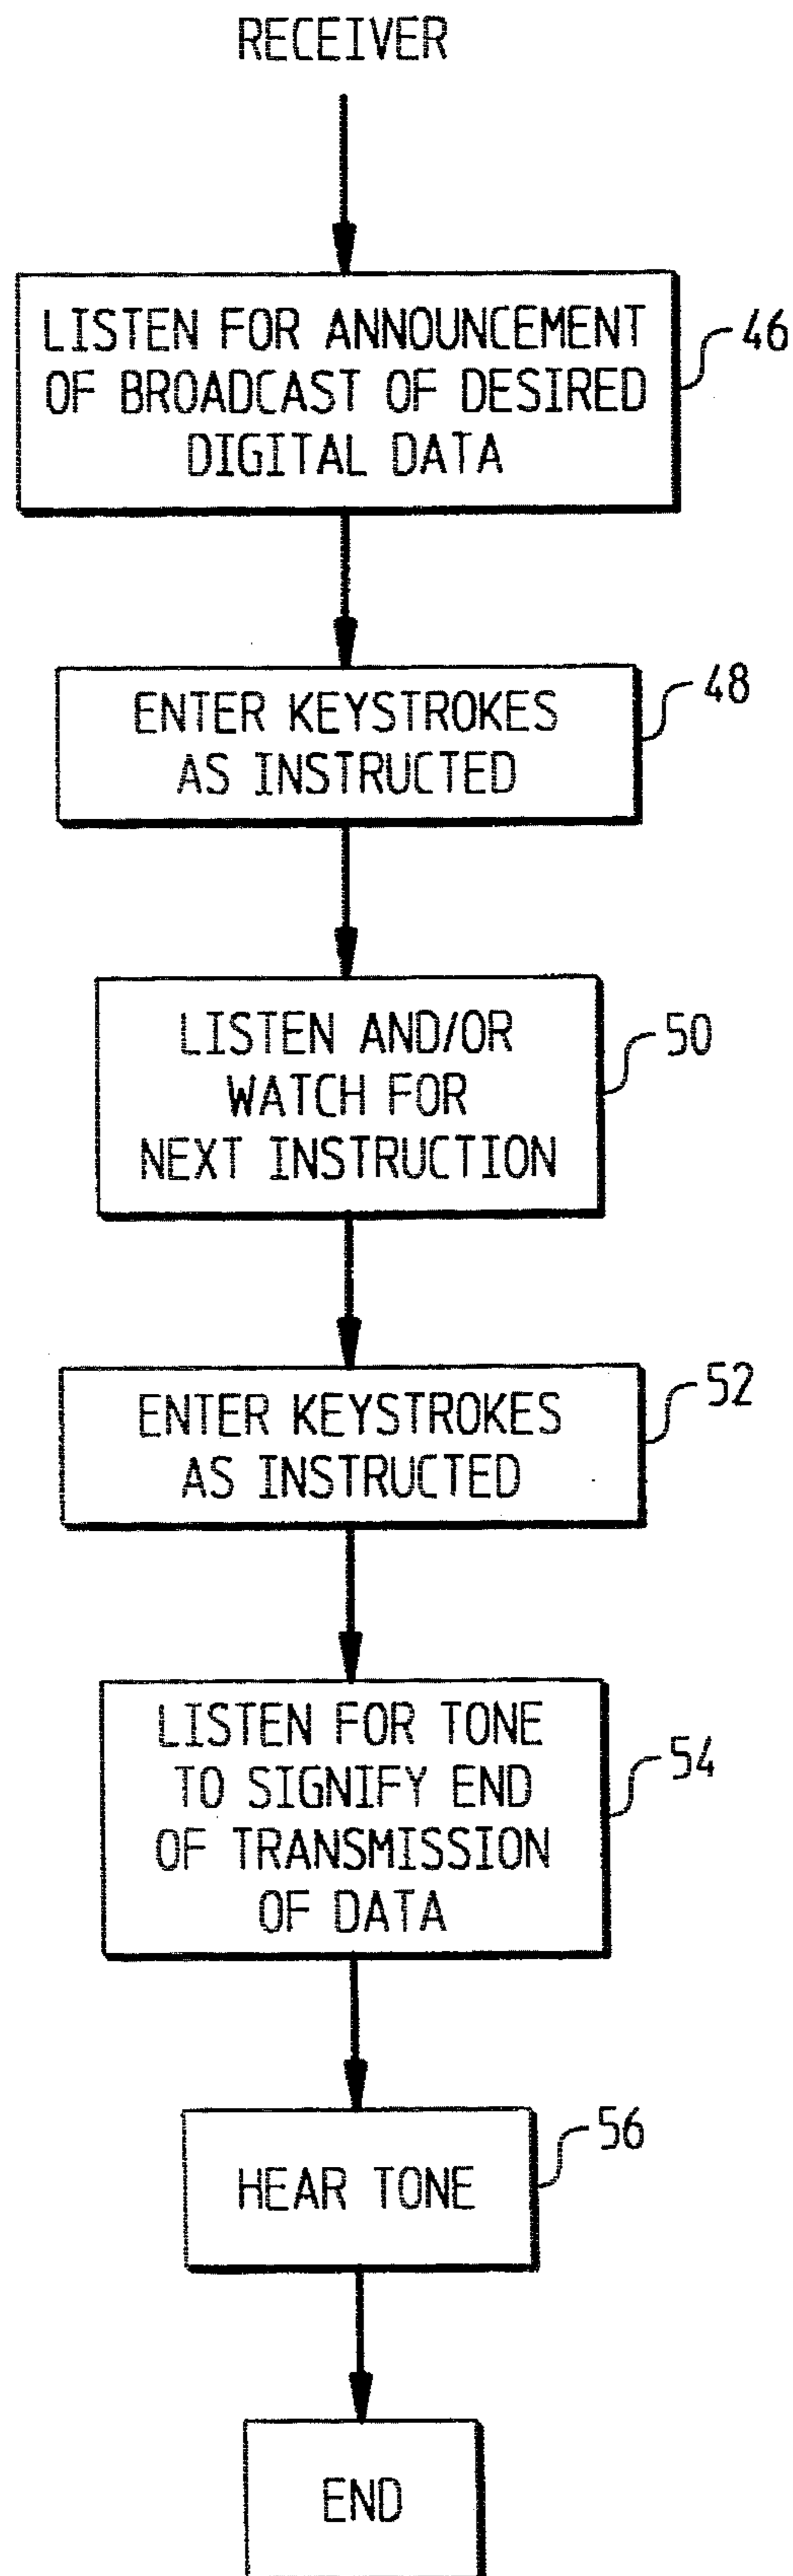 RECEIVER
LISTEN FOR ANNOUNCEMENT
OF BROADCAST OF DESIRED
DIGITAL DATA
46
ENTER KEYSTROKES
AS INSTRUCTED
48
LISTEN AND/OR
WATCH FOR
NEXT INSTRUCTION
50
ENTER KEYSTROKES
AS INSTRUCTED
52
LISTEN FOR TONE
TO SIGNIFY END
OF TRANSMISSION
OF DATA
54
HEAR TONE
56
END